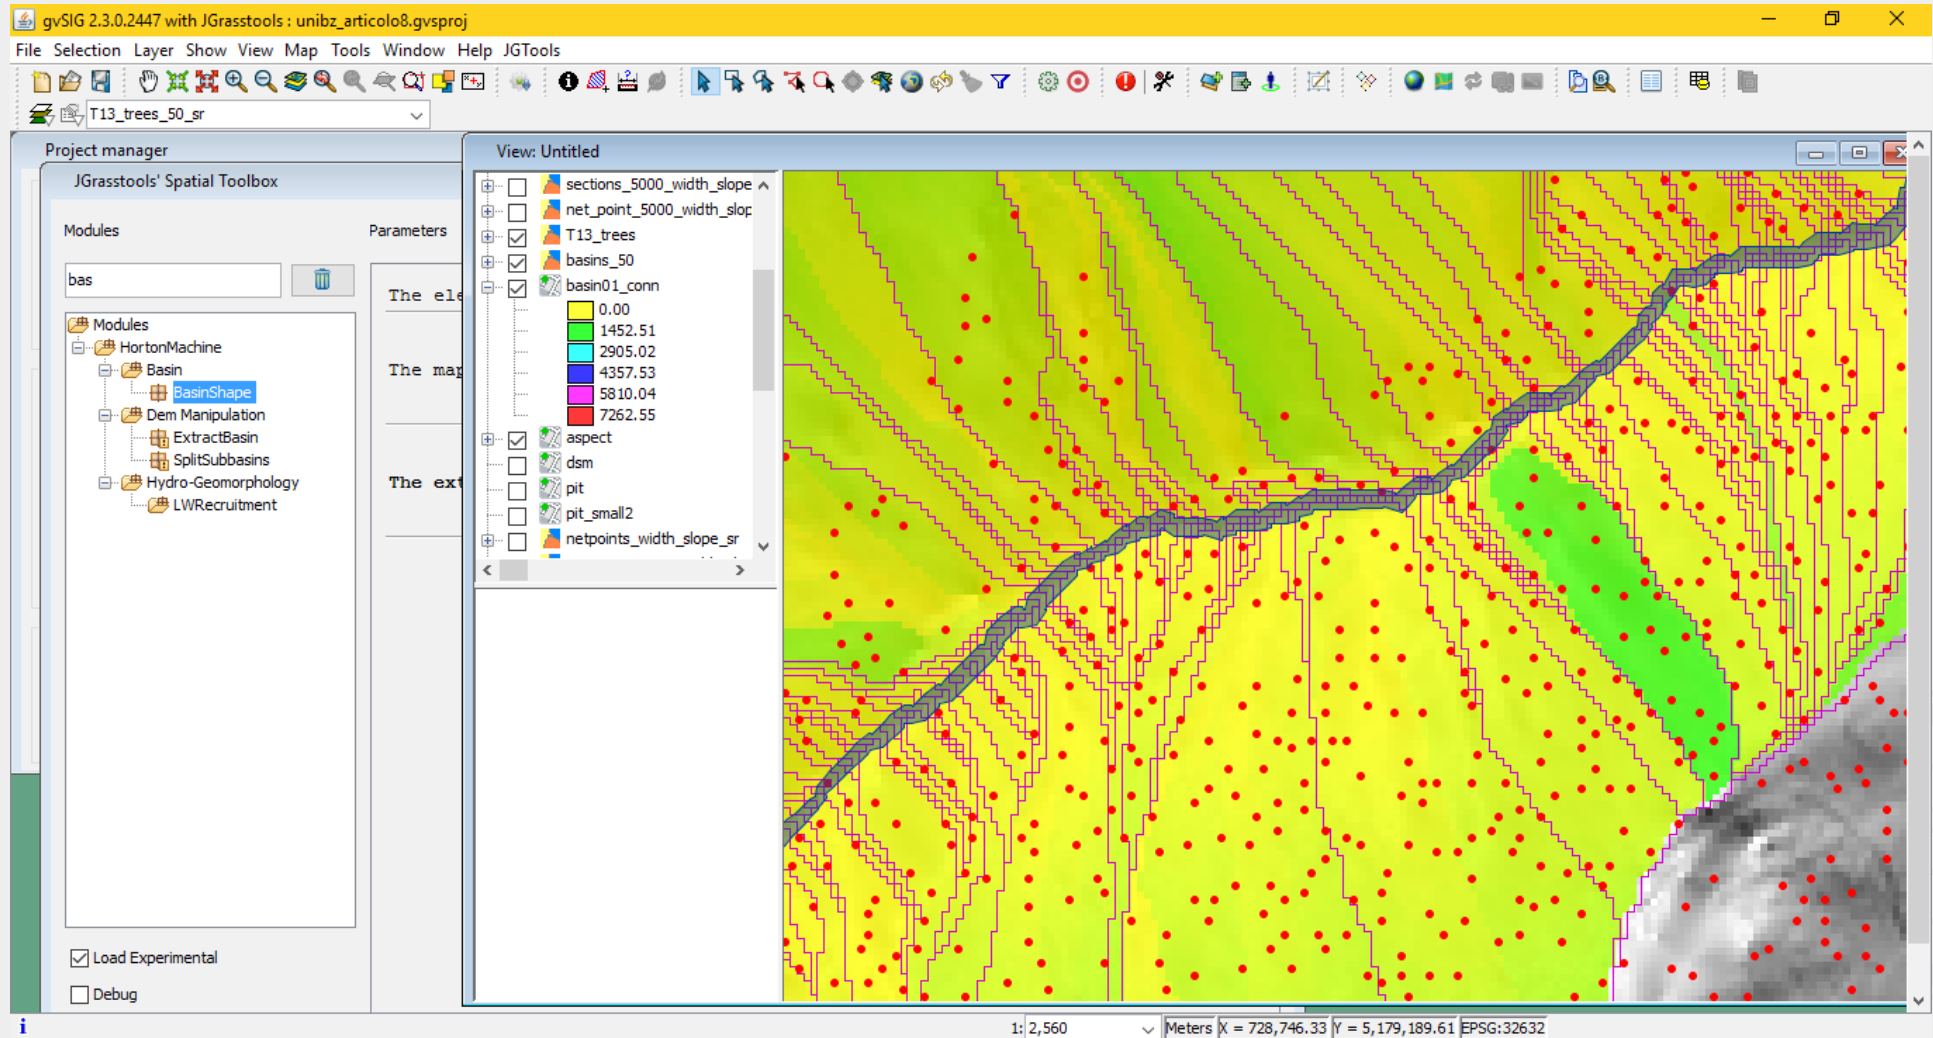 gvSIG 2.3.0.2447 with JGrasstools : unibz_articolo8.gvsproj
File Selection Layer Show View Map Tools Window Help JGTools
T13_trees_50_sr
Project manager
JGrasstools' Spatial Toolbox
Modules
Parameters
bas
Modules
HortonMachine
Basin
BasinShape
Dem Manipulation
ExtractBasin
SplitSubbasins
Hydro-Geomorphology
LWRecruitment
Load Experimental
Debug
The ele
The map
The ext
View: Untitled
sections_5000_width_slope
net_point_5000_width_slop
T13_trees
basins_50
basin01_conn
0.00
1452.51
2905.02
4357.53
5810.04
7262.55
aspect
dsm
pit
pit_small2
netpoints_width_slope_sr
1: 2,560
Meters X = 728,746.33 Y = 5,179,189.61 EPSG:32632